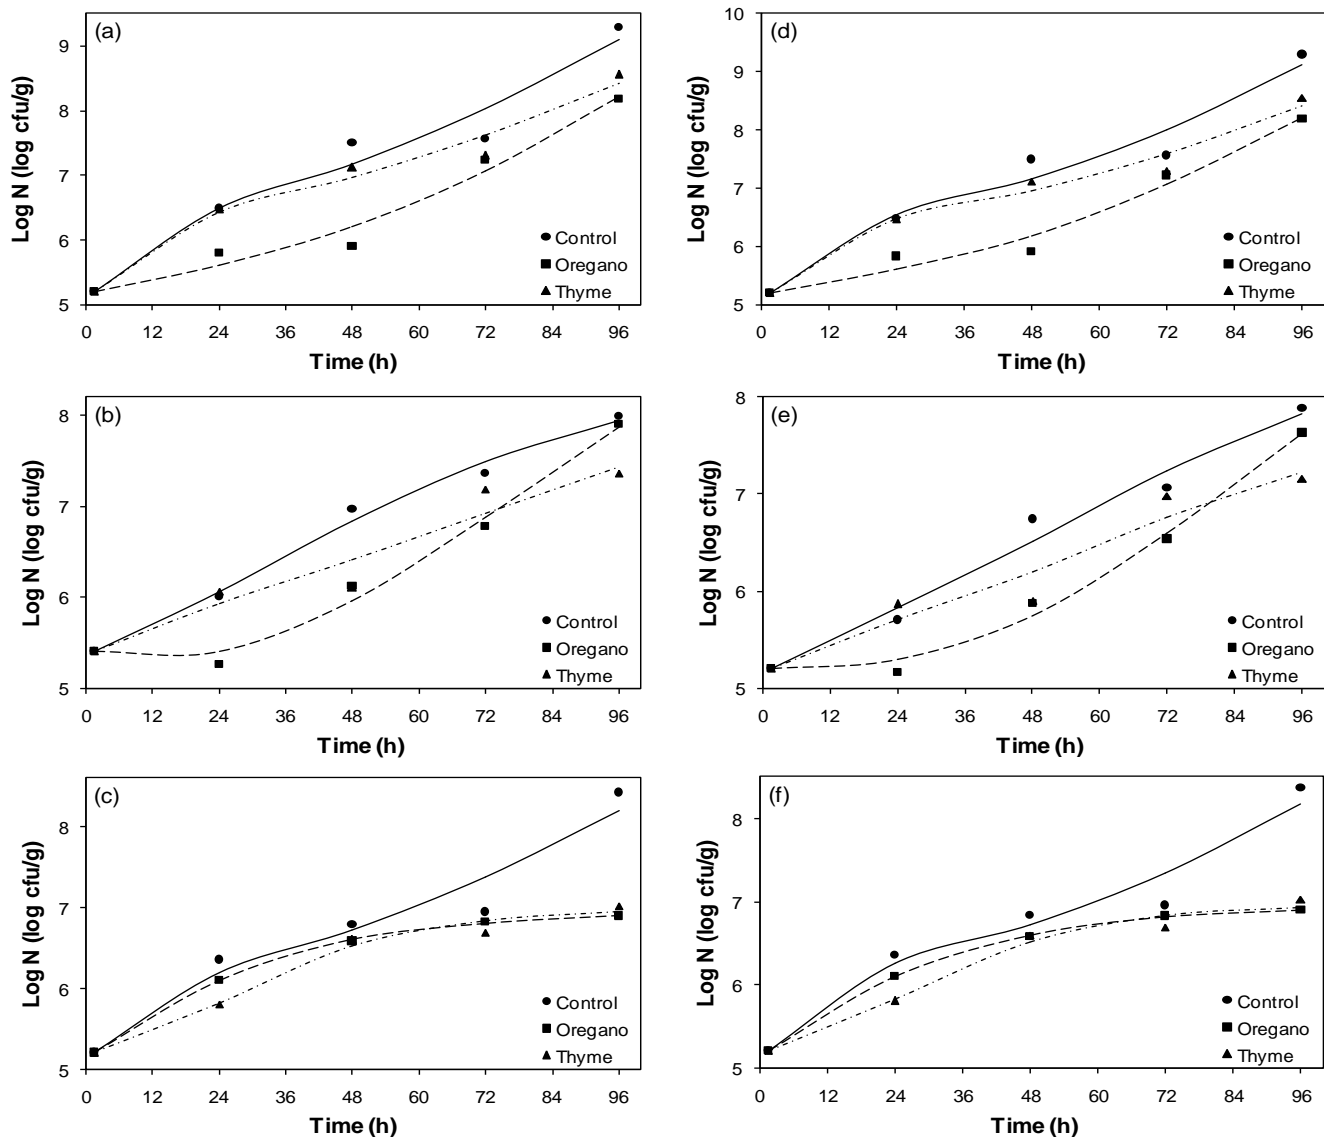 (a)
Log N (log cfu/g)
9
8
7
6
5
Control
Oregano
Thyme
0 12 24 36 48 60 72 84 96
Time (h)
(d)
Log N (log cfu/g)
10
9
8
7
6
5
Control
Oregano
Thyme
0 12 24 36 48 60 72 84 96
Time (h)
(b)
Log N (log cfu/g)
8
7
6
5
Control
Oregano
Thyme
0 12 24 36 48 60 72 84 96
Time (h)
(e)
Log N (log cfu/g)
8
7
6
5
Control
Oregano
Thyme
0 12 24 36 48 60 72 84 96
Time (h)
(c)
Log N (log cfu/g)
8
7
6
5
Control
Oregano
Thyme
0 12 24 36 48 60 72 84 96
Time (h)
(f)
Log N (log cfu/g)
8
7
6
5
Control
Oregano
Thyme
0 12 24 36 48 60 72 84 96
Time (h)